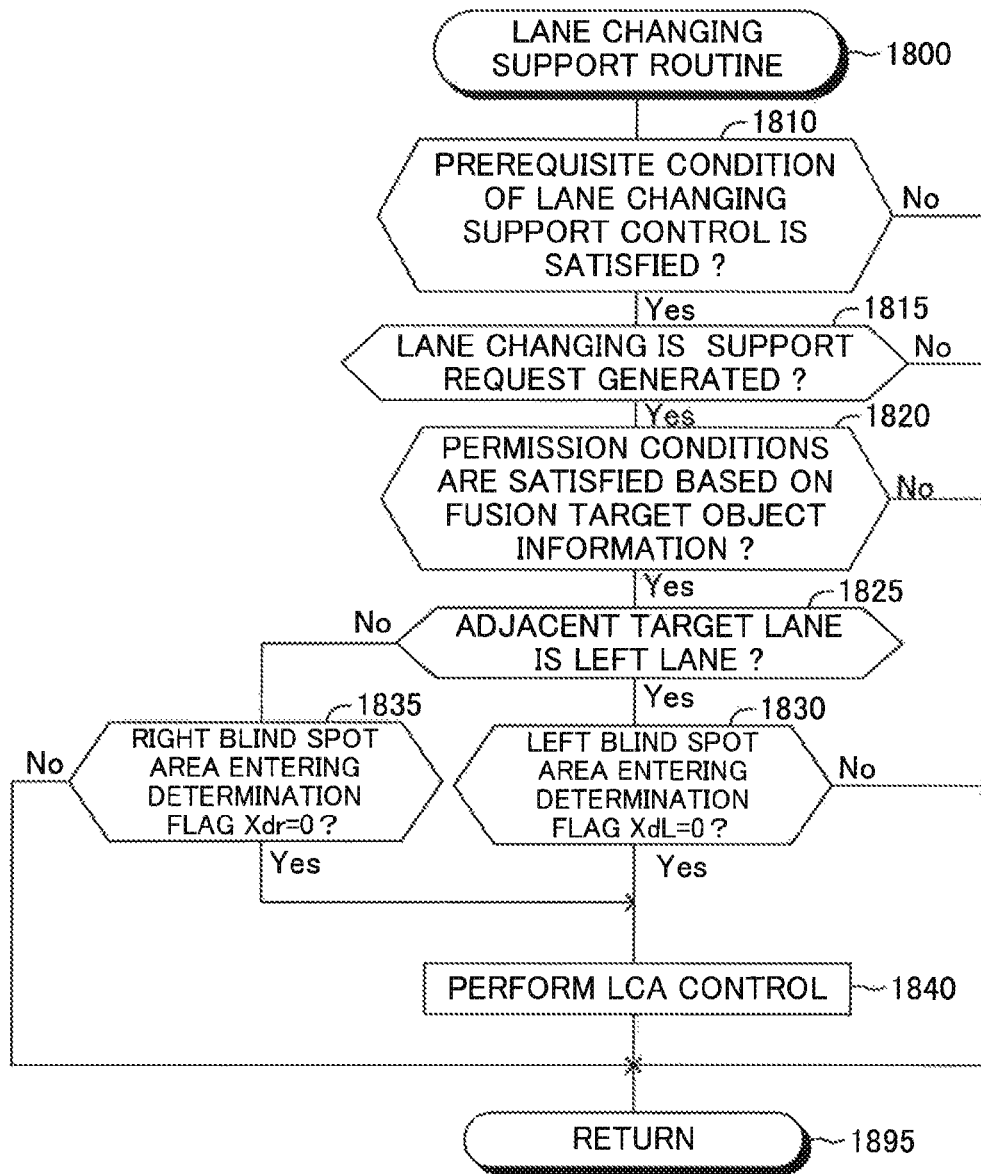 LANE CHANGING
SUPPORT ROUTINE
1800
1810
PREREQUISITE CONDITION
OF LANE CHANGING
SUPPORT CONTROL IS
SATISFIED ?
No
Yes
1815
LANE CHANGING IS SUPPORT
REQUEST GENERATED ?
No
Yes
1820
PERMISSION CONDITIONS
ARE SATISFIED BASED ON
FUSION TARGET OBJECT
INFORMATION ?
No
Yes
1825
ADJACENT TARGET LANE
IS LEFT LANE ?
No
Yes
1835
RIGHT BLIND SPOT
AREA ENTERING
DETERMINATION
FLAG Xdr=0 ?
No
Yes
1830
LEFT BLIND SPOT
AREA ENTERING
DETERMINATION
FLAG XdL=0 ?
No
Yes
PERFORM LCA CONTROL
1840
RETURN
1895